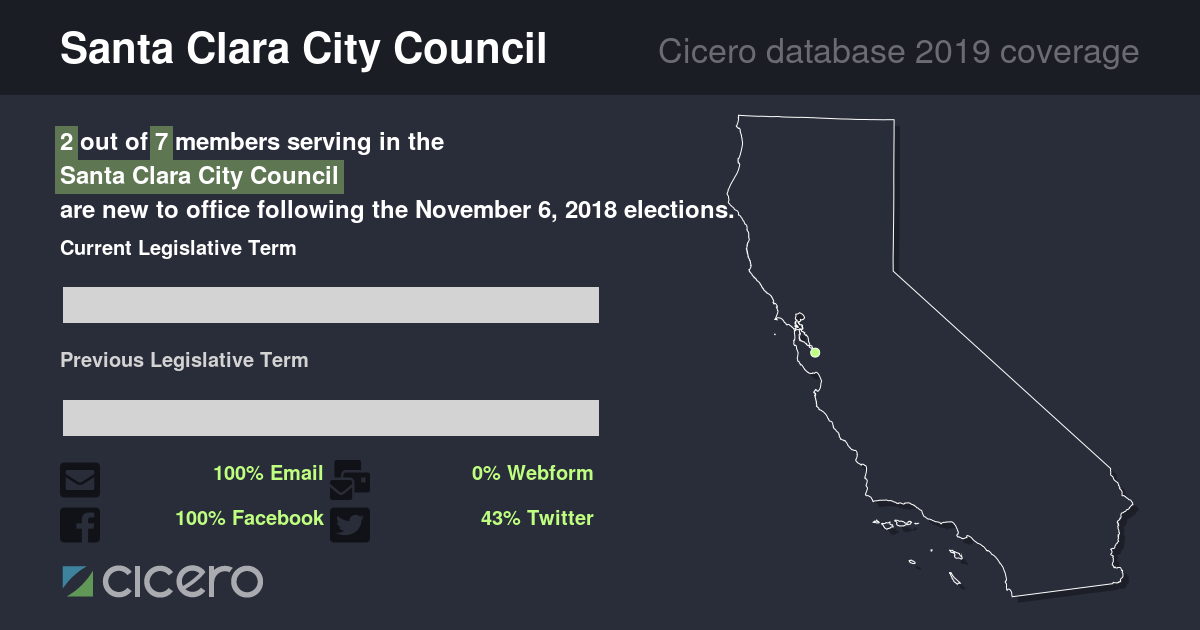 Santa Clara City Council
Cicero database 2019 coverage
2 out of 7 members serving in the
Santa Clara City Council
are new to office following the November 6, 2018 elections.
Current Legislative Term
Previous Legislative Term
100% Email
0% Webform
100% Facebook
43% Twitter
cicero